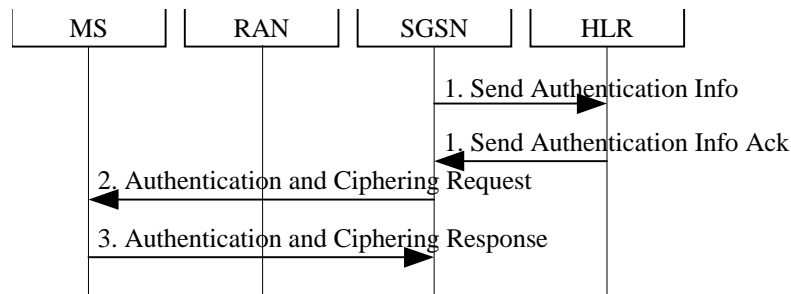 MS RAN SGSN HLR
1. Send Authentication Info
1. Send Authentication Info Ack
2. Authentication and Ciphering Request
3. Authentication and Ciphering Response